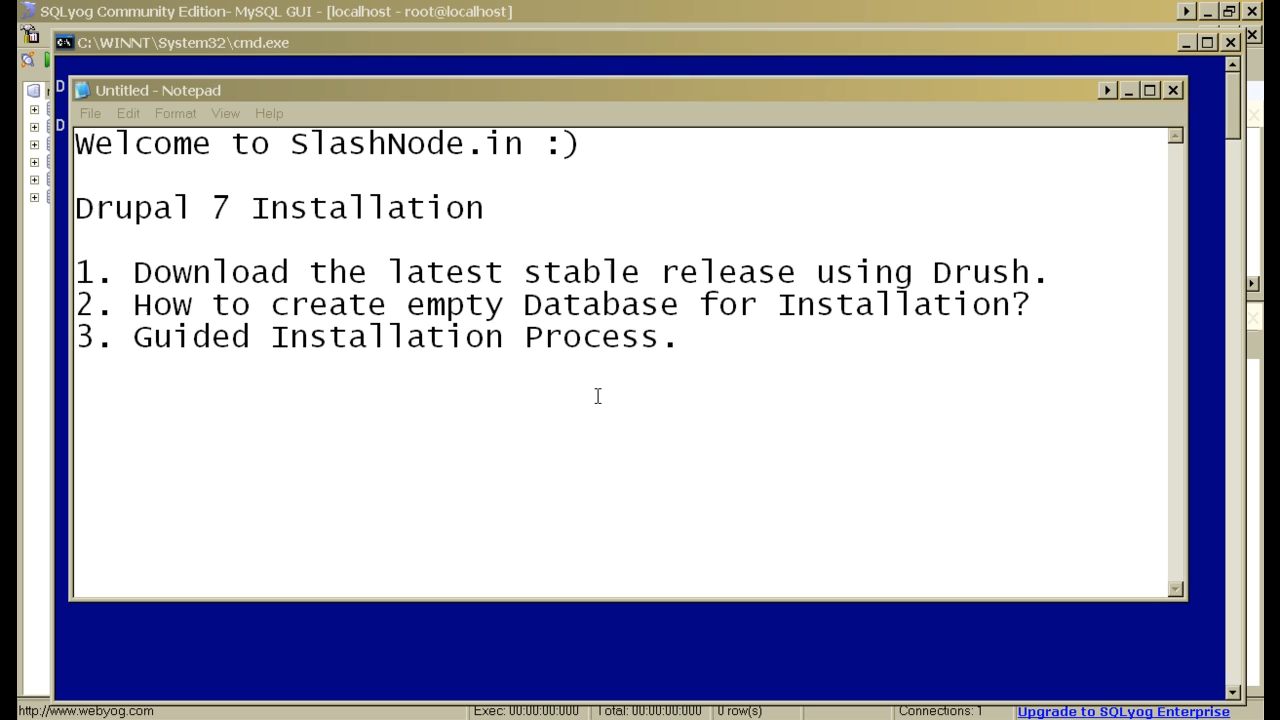 SQLyog Community Edition- MySQL GUI - [localhost - root@localhost]
C:\WINNT\System32\cmd.exe
D
Untitled - Notepad
File Edit Format View Help
D
Welcome to SlashNode.in :)
Drupal 7 Installation
1. Download the latest stable release using Drush.
2. How to create empty Database for Installation?
3. Guided Installation Process.
http://www.webyog.com Exec: 00:00:00:000 Total: 00:00:00:000 0 row(s) Connections: 1 Upgrade to SQLyog Enterprise